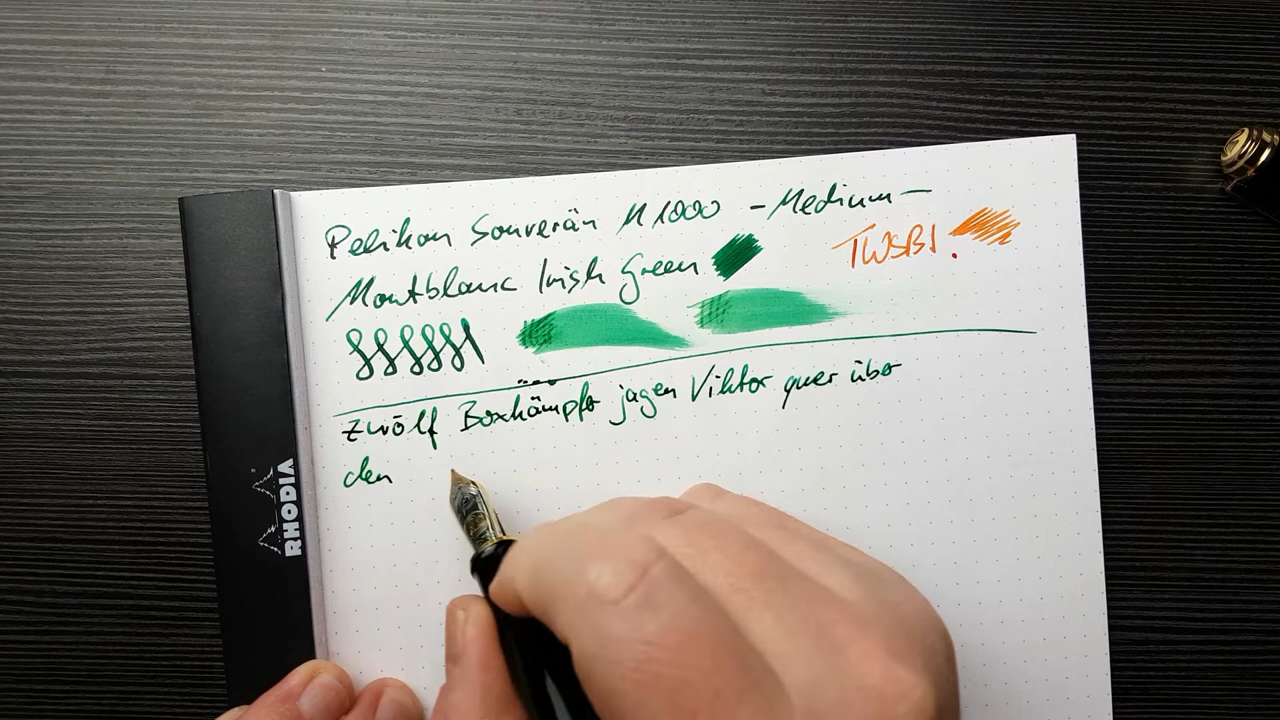 Pelikan Souverän M1000 – Medium –
Montblanc Irish Green
TWSBI
zwölf Boxkämpfer jagen Viktor quer über
den
RHODIA